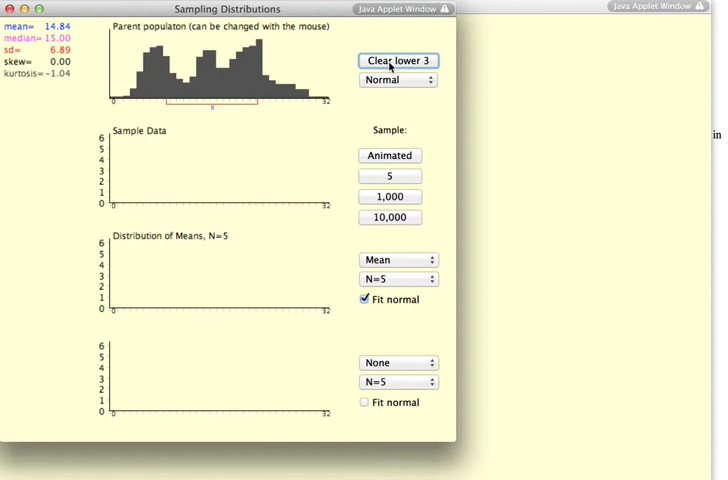 Sampling Distributions
Java Applet Window
Java Applet Window
mean= 14.84
median= 15.00
sd= 6.89
skew= 0.00
kurtosis=-1.04
Parent populaton (can be changed with the mouse)
0 32
Clear lower 3
Normal
Sample Data
6
5
4
3
2
1
0
0 32
Sample:
Animated
5
1,000
10,000
Distribution of Means, N=5
6
5
4
3
2
1
0
0 32
Mean
N=5
Fit normal
6
5
4
3
2
1
0
0 32
None
N=5
Fit normal
in